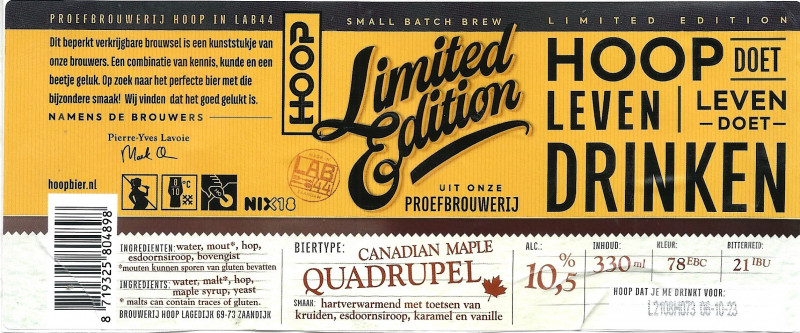 PROEFBROUWERIJ HOOP IN LAB44
SMALL BATCH BREW
LIMITED EDITION
Dit beperkt verkrijgbare brouwsel is een kunststukje van
onze brouwers. Een combinatie van kennis, kunde en een
beetje geluk. Op zoek naar het perfecte bier met die
bijzondere smaak! Wij vinden dat het goed gelukt is.
NAMENS DE BROUWERS
Pierre-Yves Lavoie
hoopbier.nl
8
10
°C
NIX18
HOOP
LAB
44
Limited
Edition
UIT ONZE
PROEFBROUWERIJ
HOOP DOET
LEVEN | LEVEN
—DOET—
DRINKEN
8 719325 804898
INGREDIENTEN: water, mout*, hop,
esdoornsiroop, bovengist
*mouten kunnen sporen van gluten bevatten
INGREDIENTS: water, malt*, hop,
maple syrup, yeast
* malts can contain traces of gluten.
BROUWERIJ HOOP LAGEDIJK 69-73 ZAANDIJK
BIERTYPE: CANADIAN MAPLE
QUADRUPEL
SMAAK: hartverwarmend met toetsen van
kruiden, esdoornsiroop, karamel en vanille
ALC.:
10,5%
INHOUD:
330 ml
KLEUR:
78 EBC
BITTERHEID:
21 IBU
HOOP DAT JE ME DRINKT VOOR:
L2108H073 06-10-23